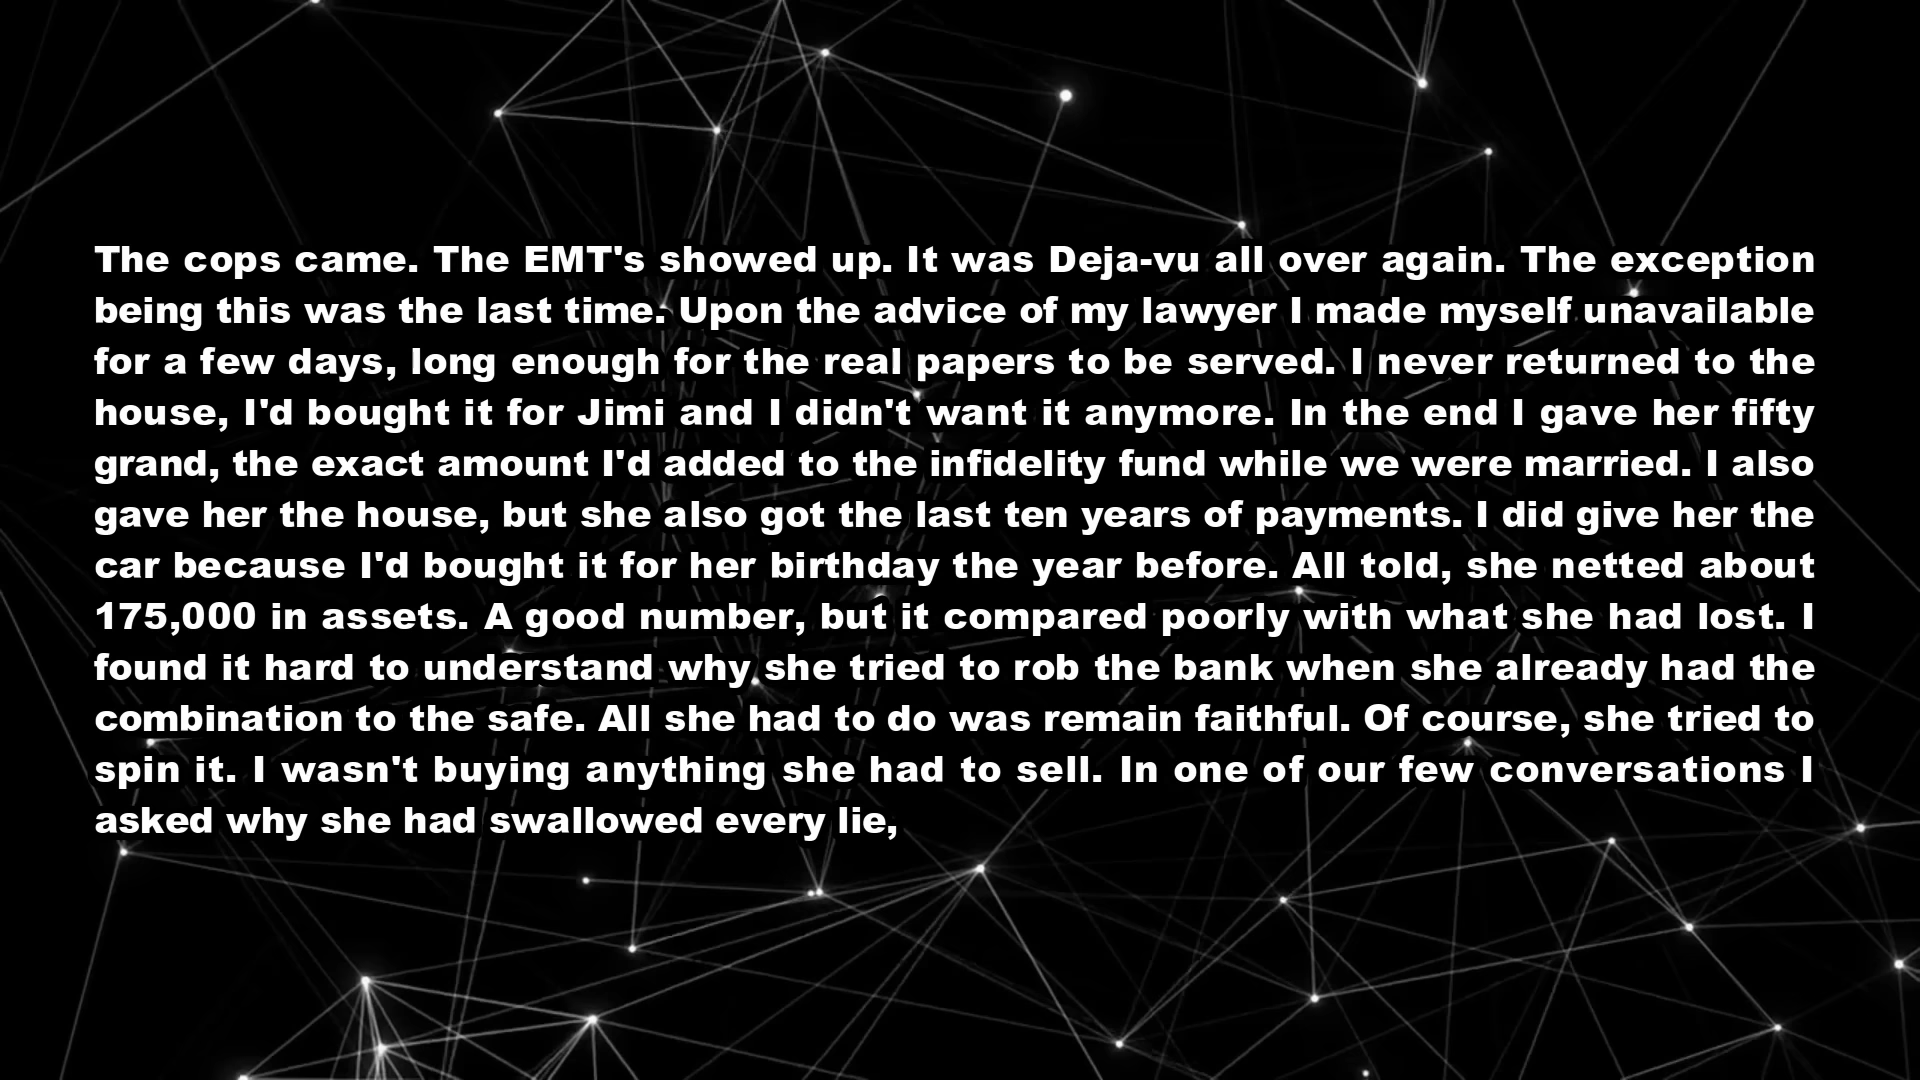 The cops came. The EMT's showed up. It was Deja-vu all over again. The exception
being this was the last time. Upon the advice of my lawyer I made myself unavailable
for a few days, long enough for the real papers to be served. I never returned to the
house, I'd bought it for Jimi and I didn't want it anymore. In the end I gave her fifty
grand, the exact amount I'd added to the infidelity fund while we were married. I also
gave her the house, but she also got the last ten years of payments. I did give her the
car because I'd bought it for her birthday the year before. All told, she netted about
175,000 in assets. A good number, but it compared poorly with what she had lost. I
found it hard to understand why she tried to rob the bank when she already had the
combination to the safe. All she had to do was remain faithful. Of course, she tried to
spin it. I wasn't buying anything she had to sell. In one of our few conversations I
asked why she had swallowed every lie,